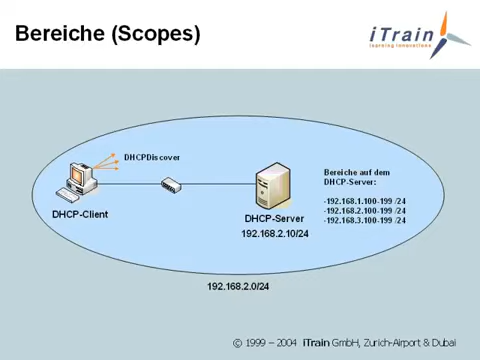 Bereiche (Scopes)
iTrain
learning innovations
DHCPDiscover
Bereiche auf dem
DHCP-Server:
-192.168.1.100-199 /24
-192.168.2.100-199 /24
-192.168.3.100-199 /24
DHCP-Client
DHCP-Server
192.168.2.10/24
192.168.2.0/24
© 1999 – 2004 iTrain GmbH, Zurich-Airport & Dubai